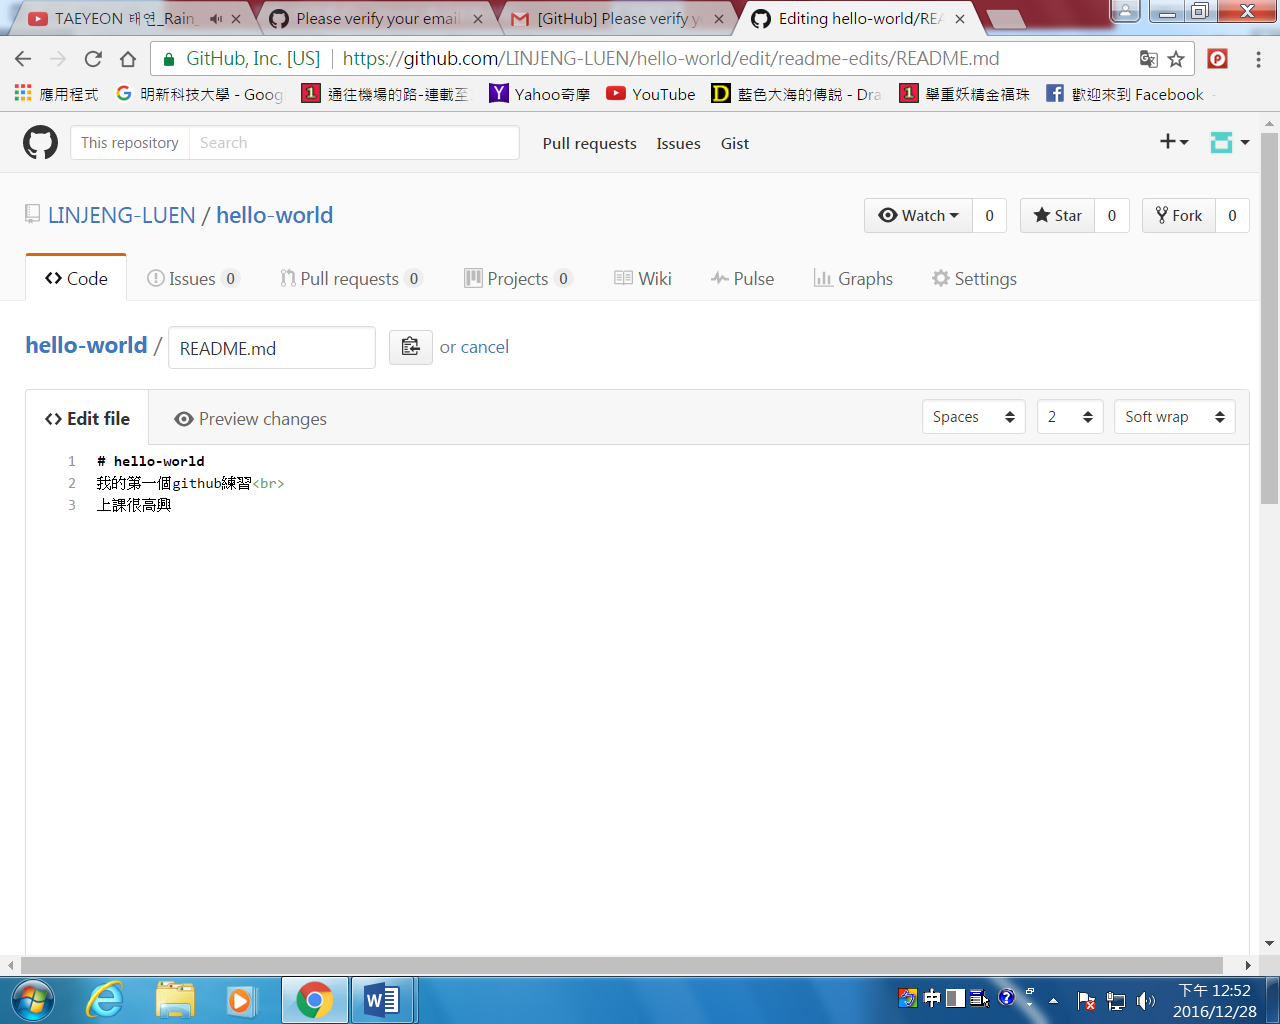 TAEYEON 태연_Rain_
Please verify your email
[GitHub] Please verify y
Editing hello-world/REA
GitHub, Inc. [US]
https://github.com/LINJENG-LUEN/hello-world/edit/readme-edits/README.md
應用程式
明新科技大學 - Goog
通往機場的路-連載至
Yahoo奇摩
YouTube
藍色大海的傳說 - Dra
舉重妖精金福珠
歡迎來到 Facebook -
This repository
Search
Pull requests
Issues
Gist
LINJENG-LUEN / hello-world
Watch
0
Star
0
Fork
0
Code
Issues 0
Pull requests 0
Projects 0
Wiki
Pulse
Graphs
Settings
hello-world /
README.md
or cancel
Edit file
Preview changes
Spaces
2
Soft wrap
1 # hello-world
2 我的第一個github練習<br>
3 上課很高興
中
下午 12:52
2016/12/28